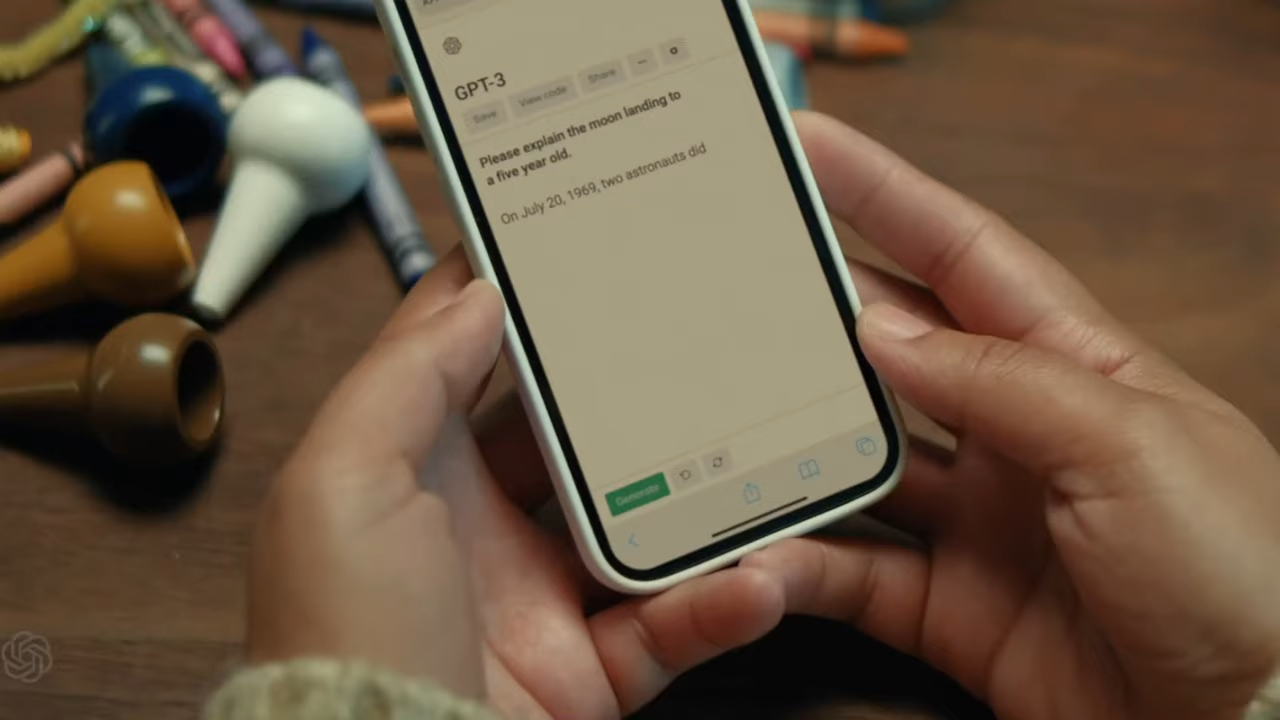 GPT-3
Save View code Share ...
Please explain the moon landing to
a five year old.
On July 20, 1969, two astronauts did
Generate